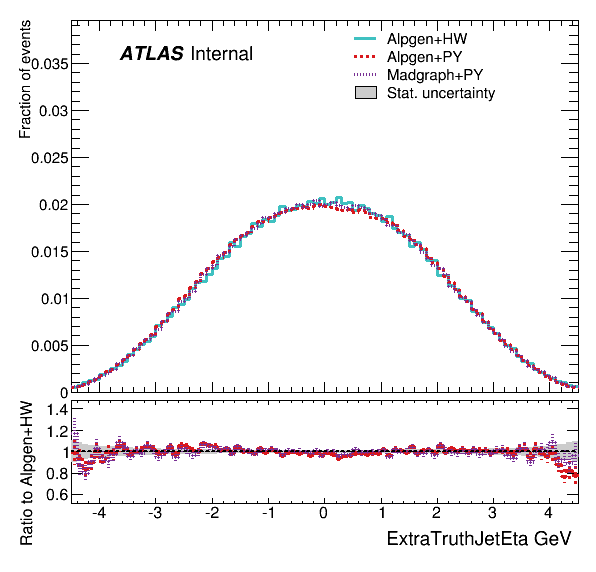 ATLAS Internal
Alpgen+HW
Alpgen+PY
Madgraph+PY
Stat. uncertainty
Fraction of events
0.035
0.03
0.025
0.02
0.015
0.01
0.005
0
Ratio to Alpgen+HW
1.4
1.2
1
0.8
0.6
-4 -3 -2 -1 0 1 2 3 4
ExtraTruthJetEta GeV